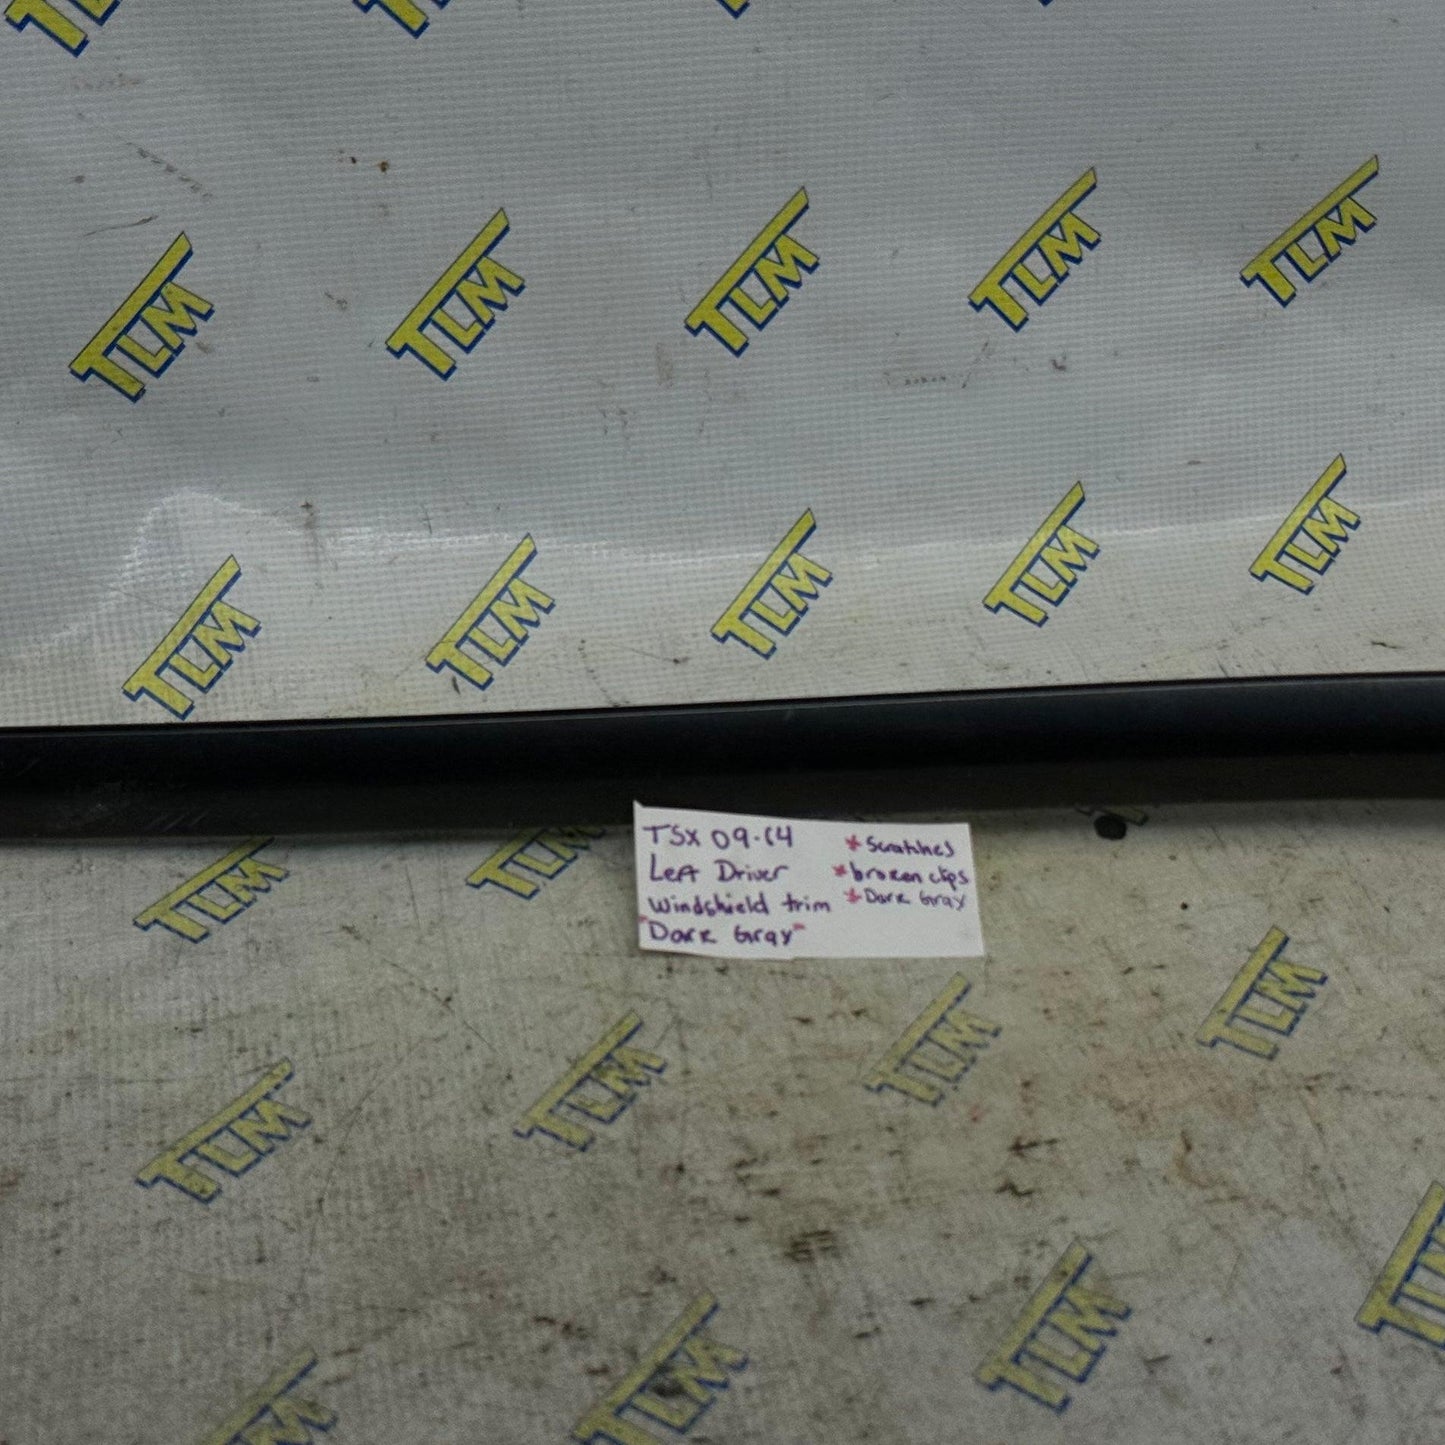 TLM TLM TLM TLM TLM
TLM TLM TLM TLM TLM
TSX 09-14
Left Driver
Windshield trim
"Dark Gray"
* Scratches
* broken clips
* Dark Gray
TLM TLM
TLM TLM TLM TLM
TLM TLM